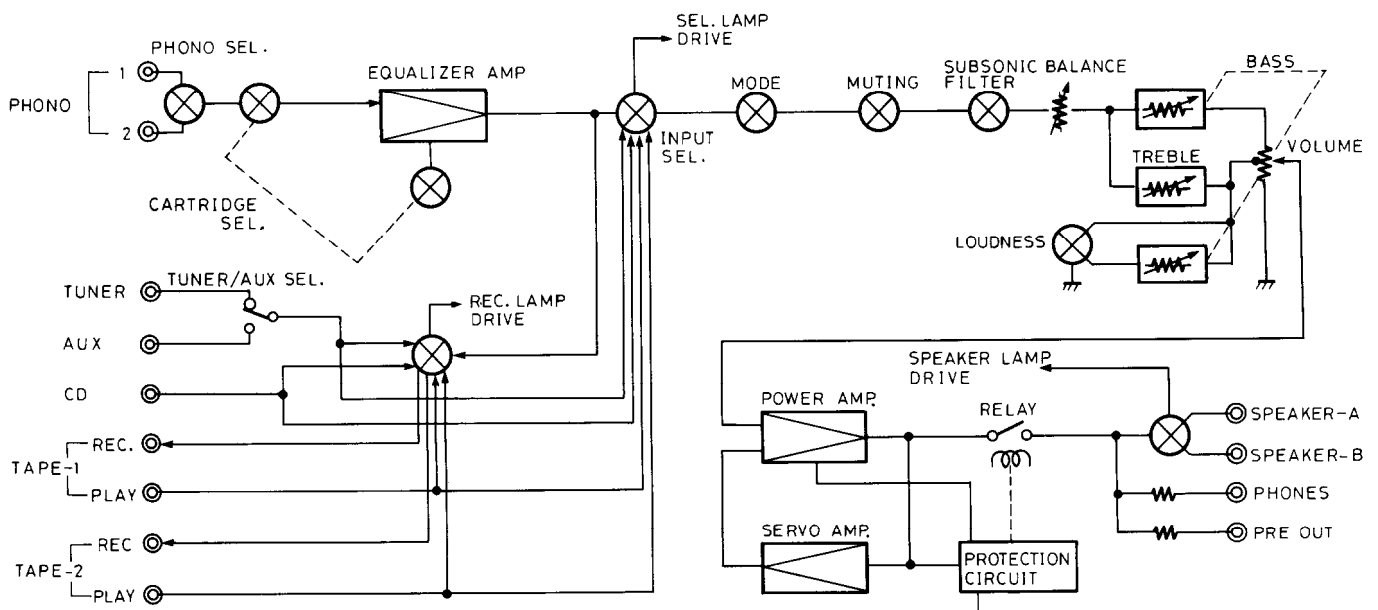 SEL. LAMP
DRIVE
PHONO SEL.
EQUALIZER AMP
MODE
MUTING
SUBSONIC
FILTER
BALANCE
BASS
PHONO
1
2
INPUT
SEL.
VOLUME
TREBLE
CARTRIDGE
SEL.
LOUDNESS
TUNER/AUX SEL.
TUNER
REC. LAMP
DRIVE
AUX
CD
SPEAKER LAMP
DRIVE
POWER AMP.
RELAY
SPEAKER-A
SPEAKER-B
TAPE-1
REC.
PLAY
PHONES
PRE OUT
TAPE-2
REC
PLAY
SERVO AMP.
PROTECTION
CIRCUIT